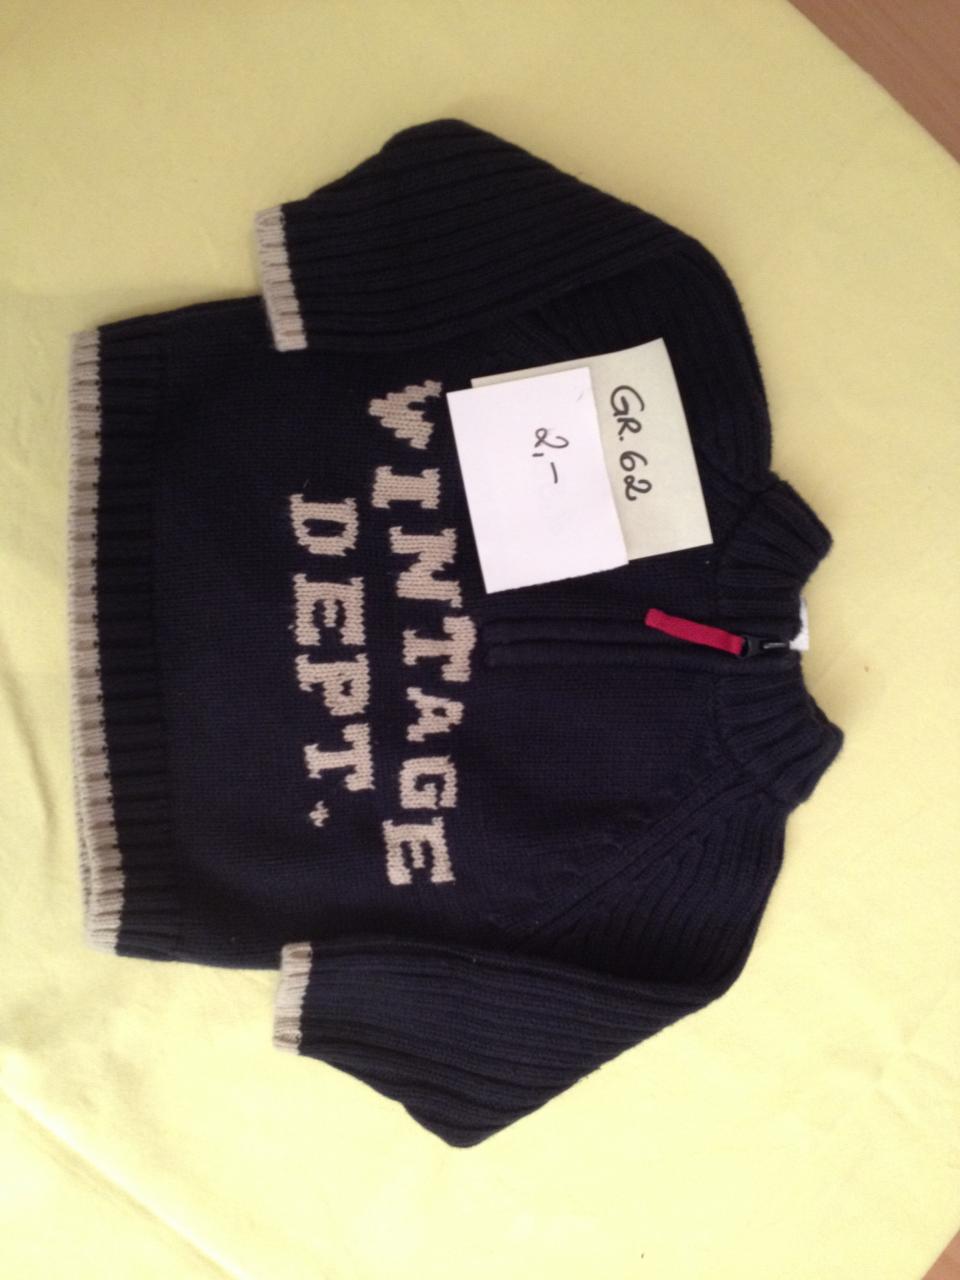 GR. 62
2,-
VINTAGE
DEPT.